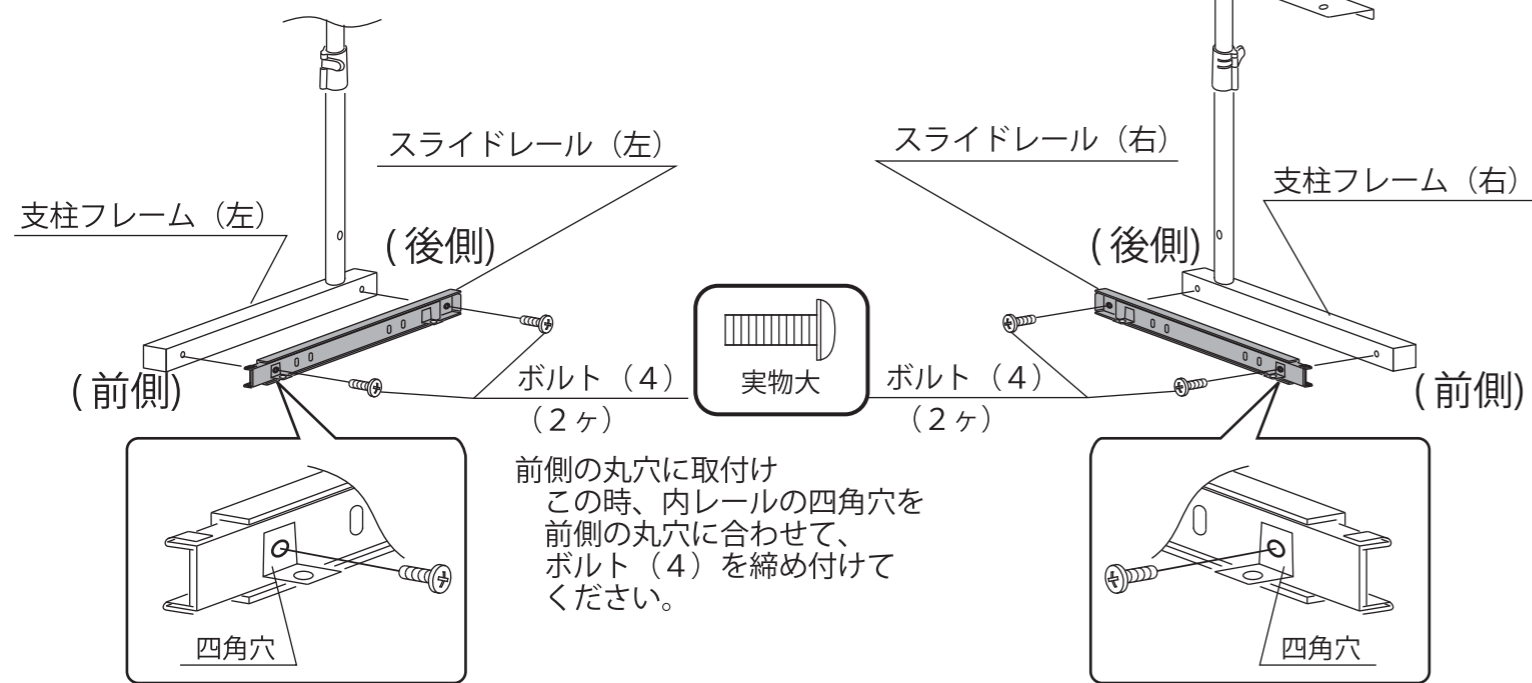 スライドレール（左）
支柱フレーム（左）
(後側)
(前側)
ボルト（４）
（２ヶ）
実物大
スライドレール（右）
支柱フレーム（右）
(後側)
(前側)
ボルト（４）
（２ヶ）
前側の丸穴に取付け
この時、内レールの四角穴を
前側の丸穴に合わせて、
ボルト（４）を締め付けて
ください。
四角穴
四角穴